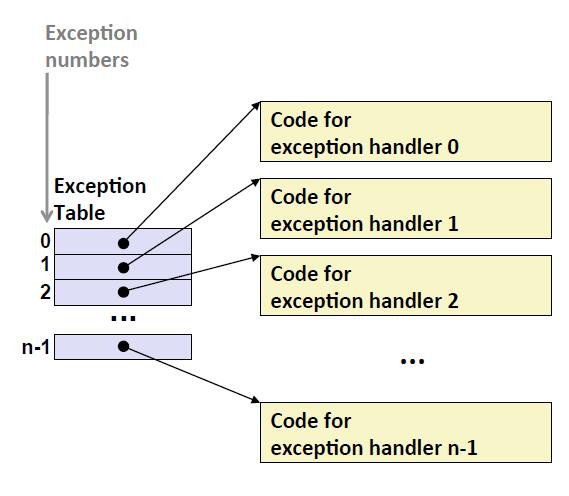 Exception
numbers
Exception
Table
0
1
2
...
n-1
Code for
exception handler 0
Code for
exception handler 1
Code for
exception handler 2
...
Code for
exception handler n-1